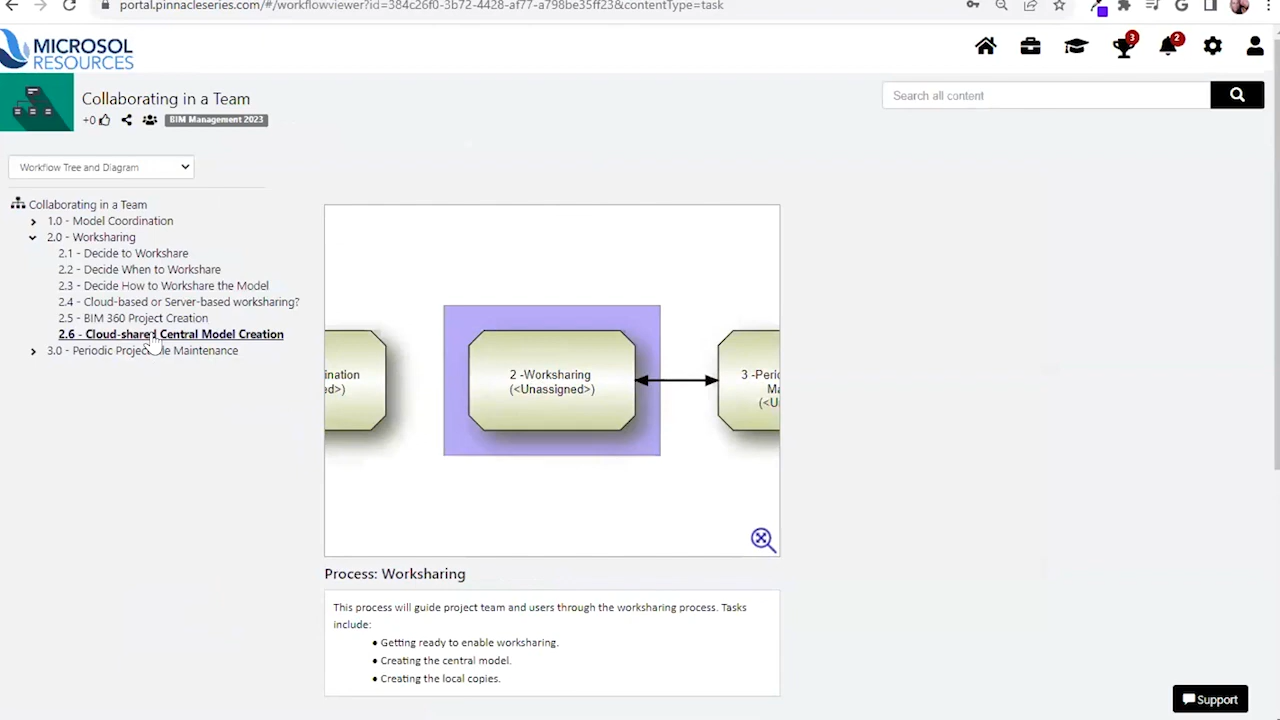 portal.pinnacleseries.com/#/workflowviewer?id=384c26f0-3b72-4428-af77-a798be35ff23&contentType=task
MICROSOL
RESOURCES
3
2
Collaborating in a Team
+0
BIM Management 2023
Search all content
Workflow Tree and Diagram
Collaborating in a Team
1.0 - Model Coordination
2.0 - Worksharing
2.1 - Decide to Workshare
2.2 - Decide When to Workshare
2.3 - Decide How to Workshare the Model
2.4 - Cloud-based or Server-based worksharing?
2.5 - BIM 360 Project Creation
2.6 - Cloud-shared Central Model Creation
3.0 - Periodic Maintenance
ination
ed>)
2 -Worksharing
(<Unassigned>)
3 -Perio
Ma
(<U
Process: Worksharing
This process will guide project team and users through the worksharing process. Tasks
include:
• Getting ready to enable worksharing.
• Creating the central model.
• Creating the local copies.
Support